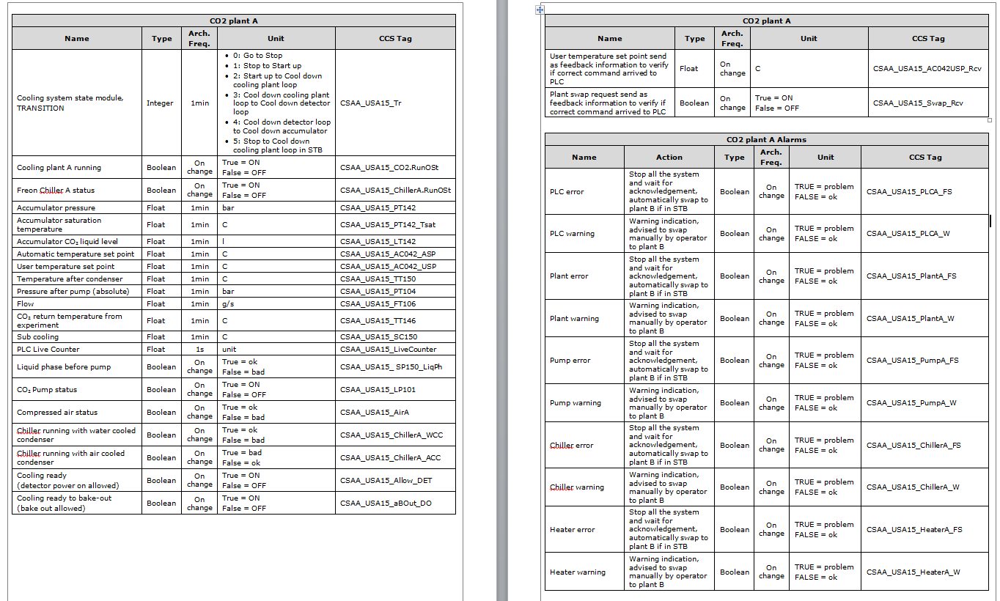 CO2 plant A
Name Type Arch. Freq. Unit CCS Tag
Cooling system state module, TRANSITION Integer 1min
• 0: Go to Stop
• 1: Stop to Start up
• 2: Start up to Cool down
cooling plant loop
• 3: Cool down cooling plant
loop to Cool down detector
loop
• 4: Cool down detector loop
to Cool down accumulator
• 5: Stop to Cool down
cooling plant loop in STB
CSAA_USA15_Tr
Cooling plant A running Boolean On change True = ON False = OFF CSAA_USA15_CO2.RunOSt
Freon Chiller A status Boolean On change True = ON False = OFF CSAA_USA15_ChillerA.RunOSt
Accumulator pressure Float 1min bar CSAA_USA15_PT142
Accumulator saturation temperature Float 1min C CSAA_USA15_PT142_Tsat
Accumulator CO₂ liquid level Float 1min l CSAA_USA15_LT142
Automatic temperature set point Float 1min C CSAA_USA15_AC042_ASP
User temperature set point Float 1min C CSAA_USA15_AC042_USP
Temperature after condenser Float 1min C CSAA_USA15_TT150
Pressure after pump (absolute) Float 1min bar CSAA_USA15_PT104
Flow Float 1min g/s CSAA_USA15_FT106
CO₂ return temperature from experiment Float 1min C CSAA_USA15_TT146
Sub cooling Float 1min C CSAA_USA15_SC150
PLC Live Counter Float 1s unit CSAA_USA15_LiveCounter
Liquid phase before pump Boolean On change True = ok False = bad CSAA_USA15_ SP150_LiqPh
CO₂ Pump status Boolean On change True = ON False = OFF CSAA_USA15_LP101
Compressed air status Boolean On change True = ok False = bad CSAA_USA15_AirA
Chiller running with water cooled condenser Boolean On change True = ok False = bad CSAA_USA15_ChillerA_WCC
Chiller running with air cooled condenser Boolean On change True = bad False = ok CSAA_USA15_ChillerA_ACC
Cooling ready (detector power on allowed) Boolean On change True = ON False = OFF CSAA_USA15_Allow_DET
Cooling ready to bake-out (bake out allowed) Boolean On change True = ON False = OFF CSAA_USA15_aBOut_DO
CO2 plant A
Name Type Arch. Freq. Unit CCS Tag
User temperature set point send as feedback information to verify if correct command arrived to PLC Float On change C CSAA_USA15_AC042USP_Rcv
Plant swap request send as feedback information to verify if correct command arrived to PLC Boolean On change True = ON False = OFF CSAA_USA15_Swap_Rcv
CO2 plant A Alarms
Name Action Type Arch. Freq. Unit CCS Tag
PLC error Stop all the system and wait for acknowledgement, automatically swap to plant B if in STB Boolean On change TRUE = problem FALSE = ok CSAA_USA15_PLCA_FS
PLC warning Warning indication, advised to swap manually by operator to plant B Boolean On change TRUE = problem FALSE = ok CSAA_USA15_PLCA_W
Plant error Stop all the system and wait for acknowledgement, automatically swap to plant B if in STB Boolean On change TRUE = problem FALSE = ok CSAA_USA15_PlantA_FS
Plant warning Warning indication, advised to swap manually by operator to plant B Boolean On change TRUE = problem FALSE = ok CSAA_USA15_PlantA_W
Pump error Stop all the system and wait for acknowledgement, automatically swap to plant B if in STB Boolean On change TRUE = problem FALSE = ok CSAA_USA15_PumpA_FS
Pump warning Warning indication, advised to swap manually by operator to plant B Boolean On change TRUE = problem FALSE = ok CSAA_USA15_PumpA_W
Chiller error Stop all the system and wait for acknowledgement, automatically swap to plant B if in STB Boolean On change TRUE = problem FALSE = ok CSAA_USA15_ChillerA_FS
Chiller warning Warning indication, advised to swap manually by operator to plant B Boolean On change TRUE = problem FALSE = ok CSAA_USA15_ChillerA_W
Heater error Stop all the system and wait for acknowledgement, automatically swap to plant B if in STB Boolean On change TRUE = problem FALSE = ok CSAA_USA15_HeaterA_FS
Heater warning Warning indication, advised to swap manually by operator to plant B Boolean On change TRUE = problem FALSE = ok CSAA_USA15_HeaterA_W